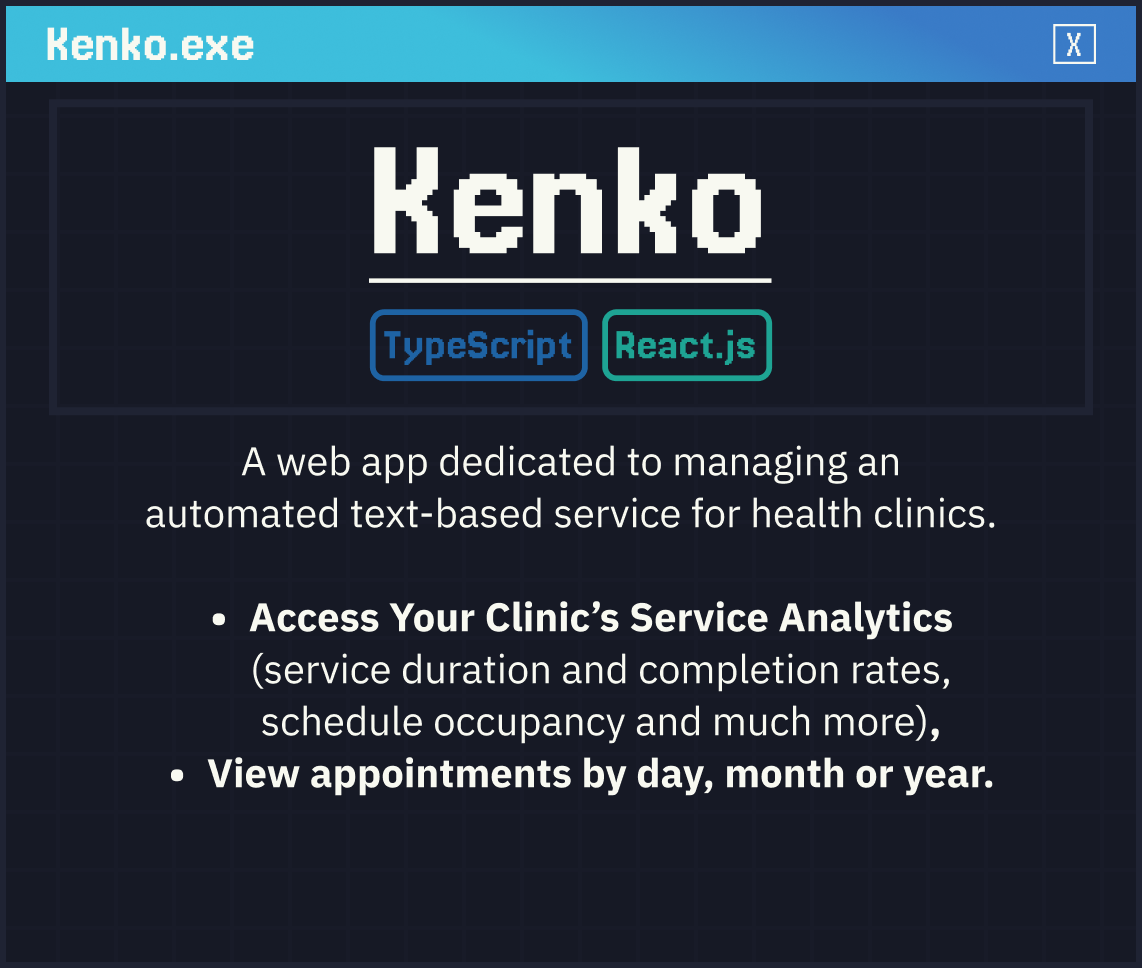 Kenko.exe
X
Kenko
TypeScript React.js
A web app dedicated to managing an
automated text-based service for health clinics.
• Access Your Clinic’s Service Analytics
(service duration and completion rates,
schedule occupancy and much more),
• View appointments by day, month or year.